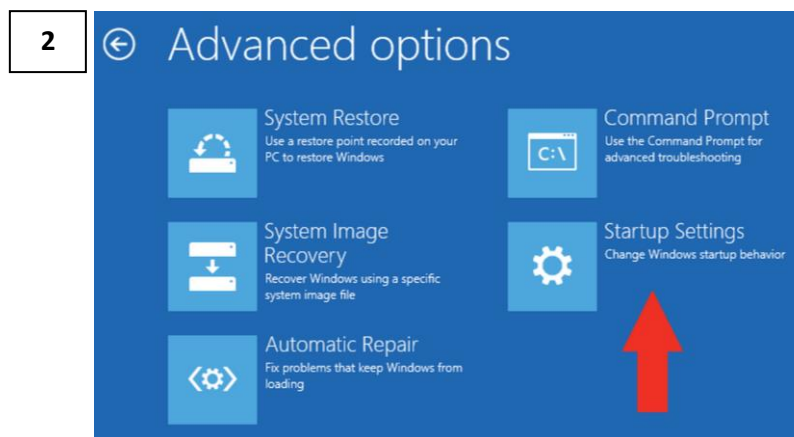 2
Advanced options
System Restore
Use a restore point recorded on your
PC to restore Windows
System Image
Recovery
Recover Windows using a specific
system image file
Automatic Repair
Fix problems that keep Windows from
loading
C:\
Command Prompt
Use the Command Prompt for
advanced troubleshooting
Startup Settings
Change Windows startup behavior